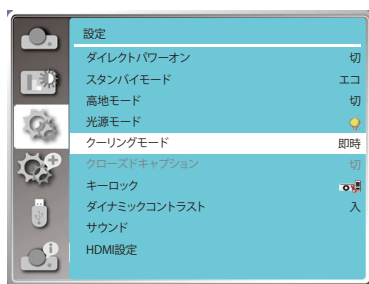 設定
ダイレクトパワーオン 切
スタンバイモード エコ
高地モード 切
光源モード
クーリングモード 即時
クローズドキャプション 切
キーロック
ダイナミックコントラスト 入
サウンド
HDMI設定